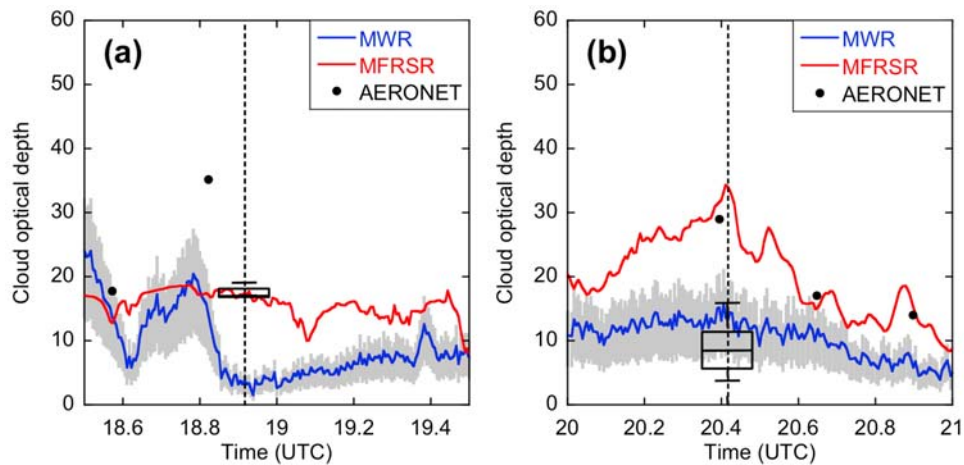 (a)
MWR
MFRSR
AERONET
Cloud optical depth
60
50
40
30
20
10
0
18.6 18.8 19 19.2 19.4
Time (UTC)
(b)
MWR
MFRSR
AERONET
Cloud optical depth
60
50
40
30
20
10
0
20 20.2 20.4 20.6 20.8 21
Time (UTC)